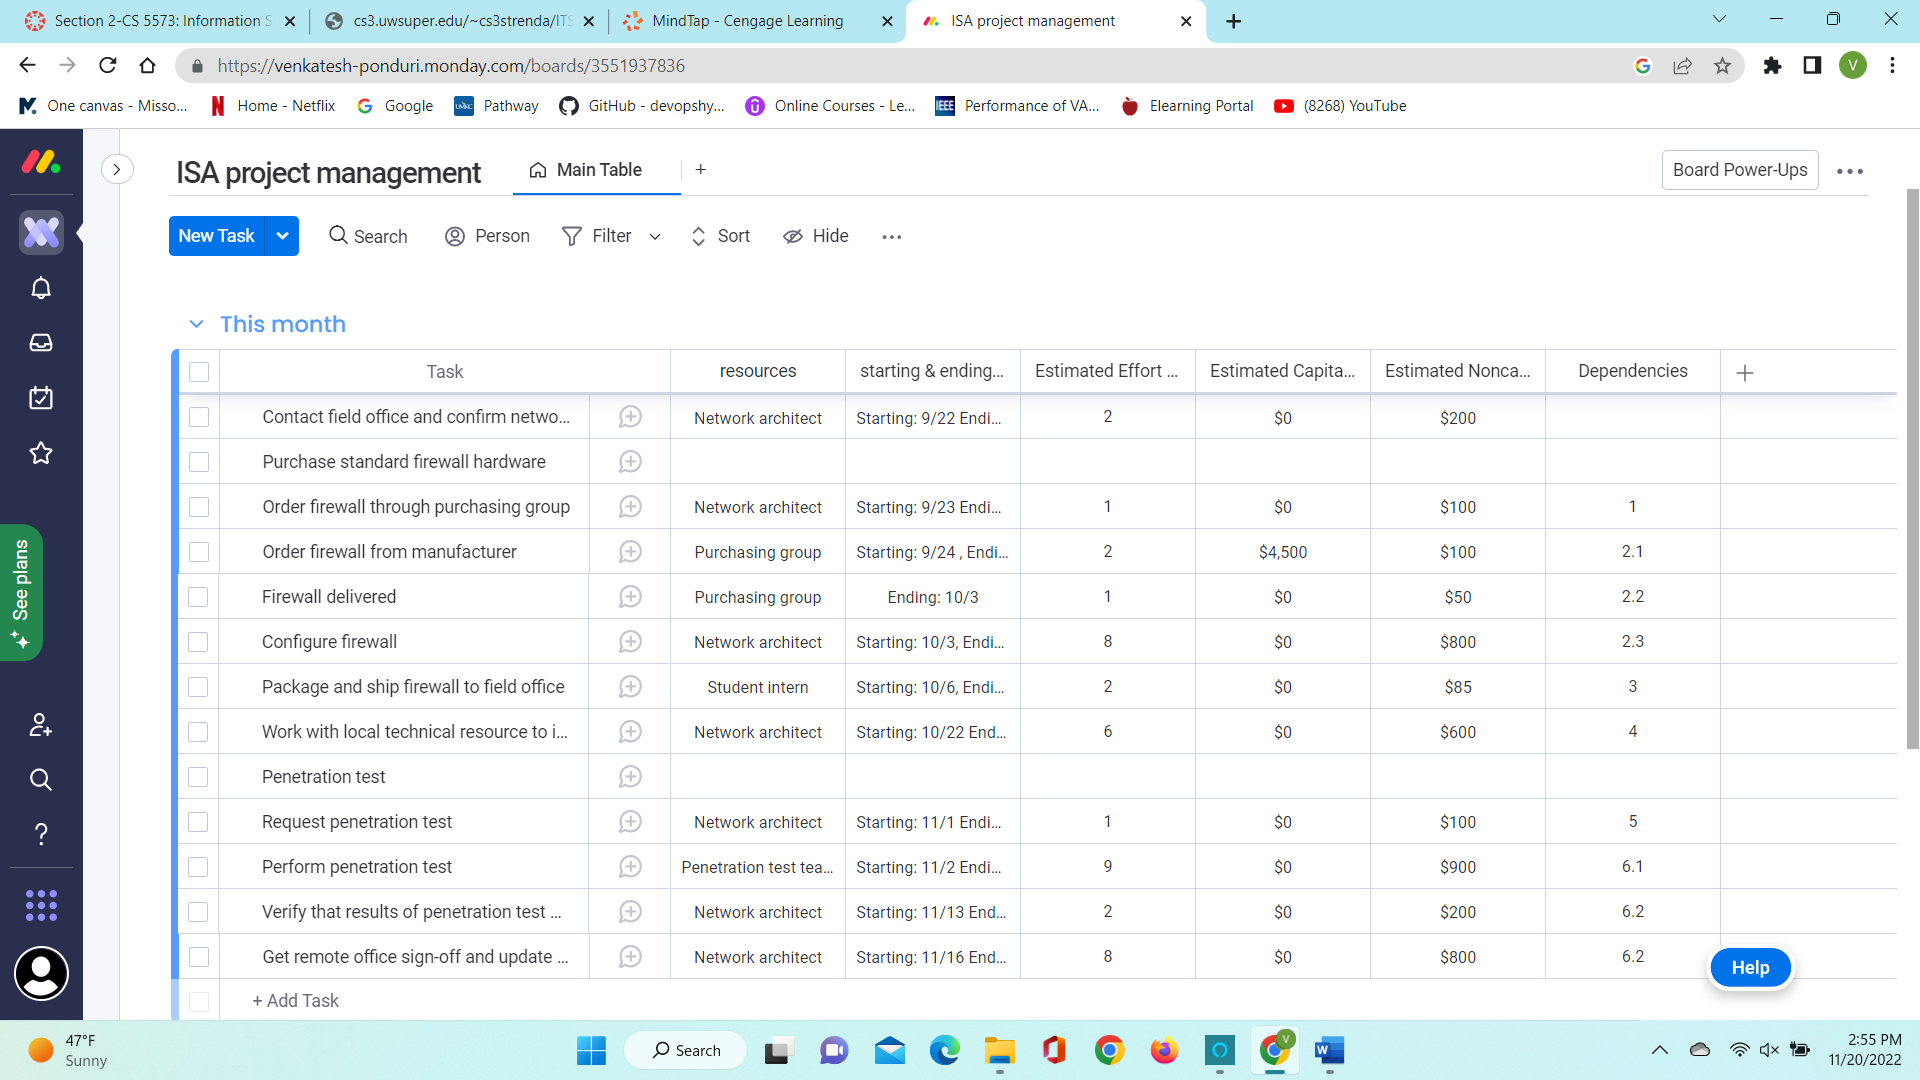 Section 2-CS 5573: Information S
cs3.uwsuper.edu/~cs3strenda/ITS
MindTap - Cengage Learning
ISA project management
https://venkatesh-ponduri.monday.com/boards/3551937836
V
One canvas - Misso...
Home - Netflix
Google
UMKC
Pathway
GitHub - devopshy...
Online Courses - Le...
IEEE
Performance of VA...
Elearning Portal
(8268) YouTube
ISA project management
Main Table
+
Board Power-Ups
New Task
Search
Person
Filter
Sort
Hide
This month
Task resources starting & ending... Estimated Effort ... Estimated Capita... Estimated Nonca... Dependencies +
Contact field office and confirm netwo... Network architect Starting: 9/22 Endi... 2 $0 $200
Purchase standard firewall hardware
Order firewall through purchasing group Network architect Starting: 9/23 Endi... 1 $0 $100 1
Order firewall from manufacturer Purchasing group Starting: 9/24 , Endi... 2 $4,500 $100 2.1
Firewall delivered Purchasing group Ending: 10/3 1 $0 $50 2.2
Configure firewall Network architect Starting: 10/3, Endi... 8 $0 $800 2.3
Package and ship firewall to field office Student intern Starting: 10/6, Endi... 2 $0 $85 3
Work with local technical resource to i... Network architect Starting: 10/22 End... 6 $0 $600 4
Penetration test
Request penetration test Network architect Starting: 11/1 Endi... 1 $0 $100 5
Perform penetration test Penetration test tea... Starting: 11/2 Endi... 9 $0 $900 6.1
Verify that results of penetration test ... Network architect Starting: 11/13 End... 2 $0 $200 6.2
Get remote office sign-off and update ... Network architect Starting: 11/16 End... 8 $0 $800 6.2
+ Add Task
See plans
Help
47°F
Sunny
Search
V
W
2:55 PM
11/20/2022